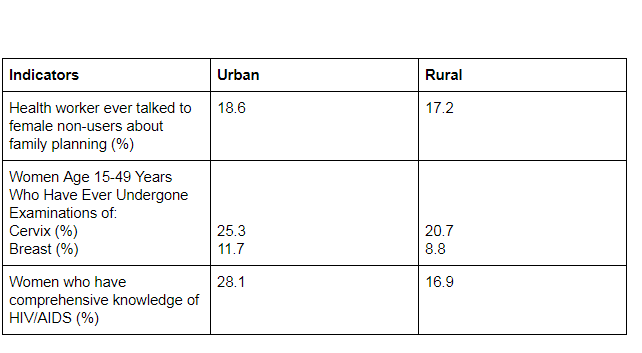 Indicators Urban Rural
Health worker ever talked to 18.6 17.2
female non-users about
family planning (%)
Women Age 15-49 Years
Who Have Ever Undergone
Examinations of:
Cervix (%) 25.3 20.7
Breast (%) 11.7 8.8
Women who have 28.1 16.9
comprehensive knowledge of
HIV/AIDS (%)